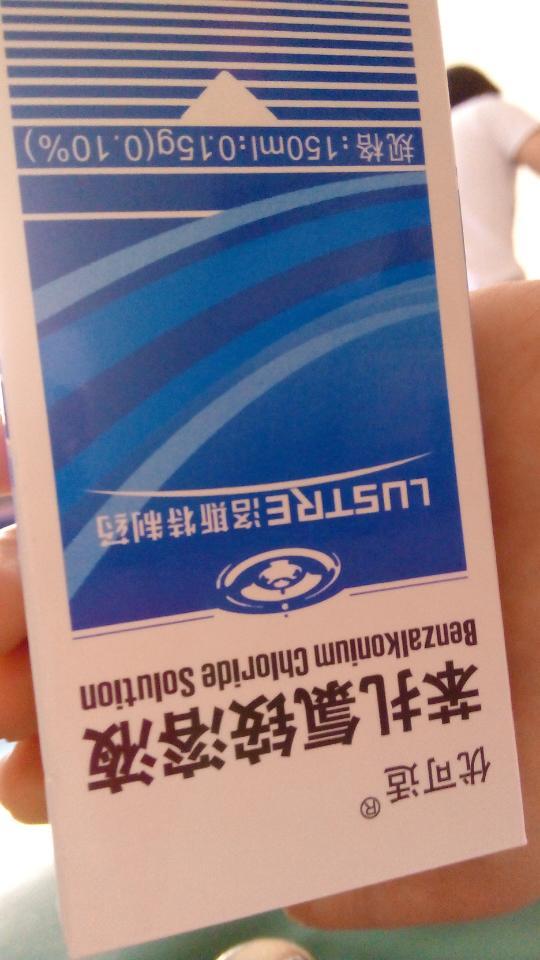 优可适®
苯扎氯铵溶液
Benzalkonium Chloride Solution
LUSTRE洛斯特制药
规格:150ml:0.15g(0.10%)